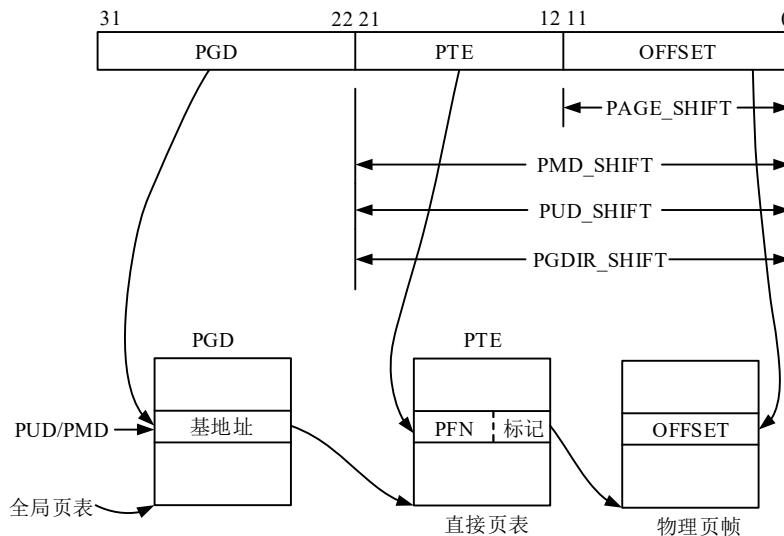 31 22 21 12 11 0
PGD PTE OFFSET
PAGE_SHIFT
PMD_SHIFT
PUD_SHIFT
PGDIR_SHIFT
PGD PTE
PUD/PMD 基地址 PFN 标记 OFFSET
全局页表
直接页表 物理页帧